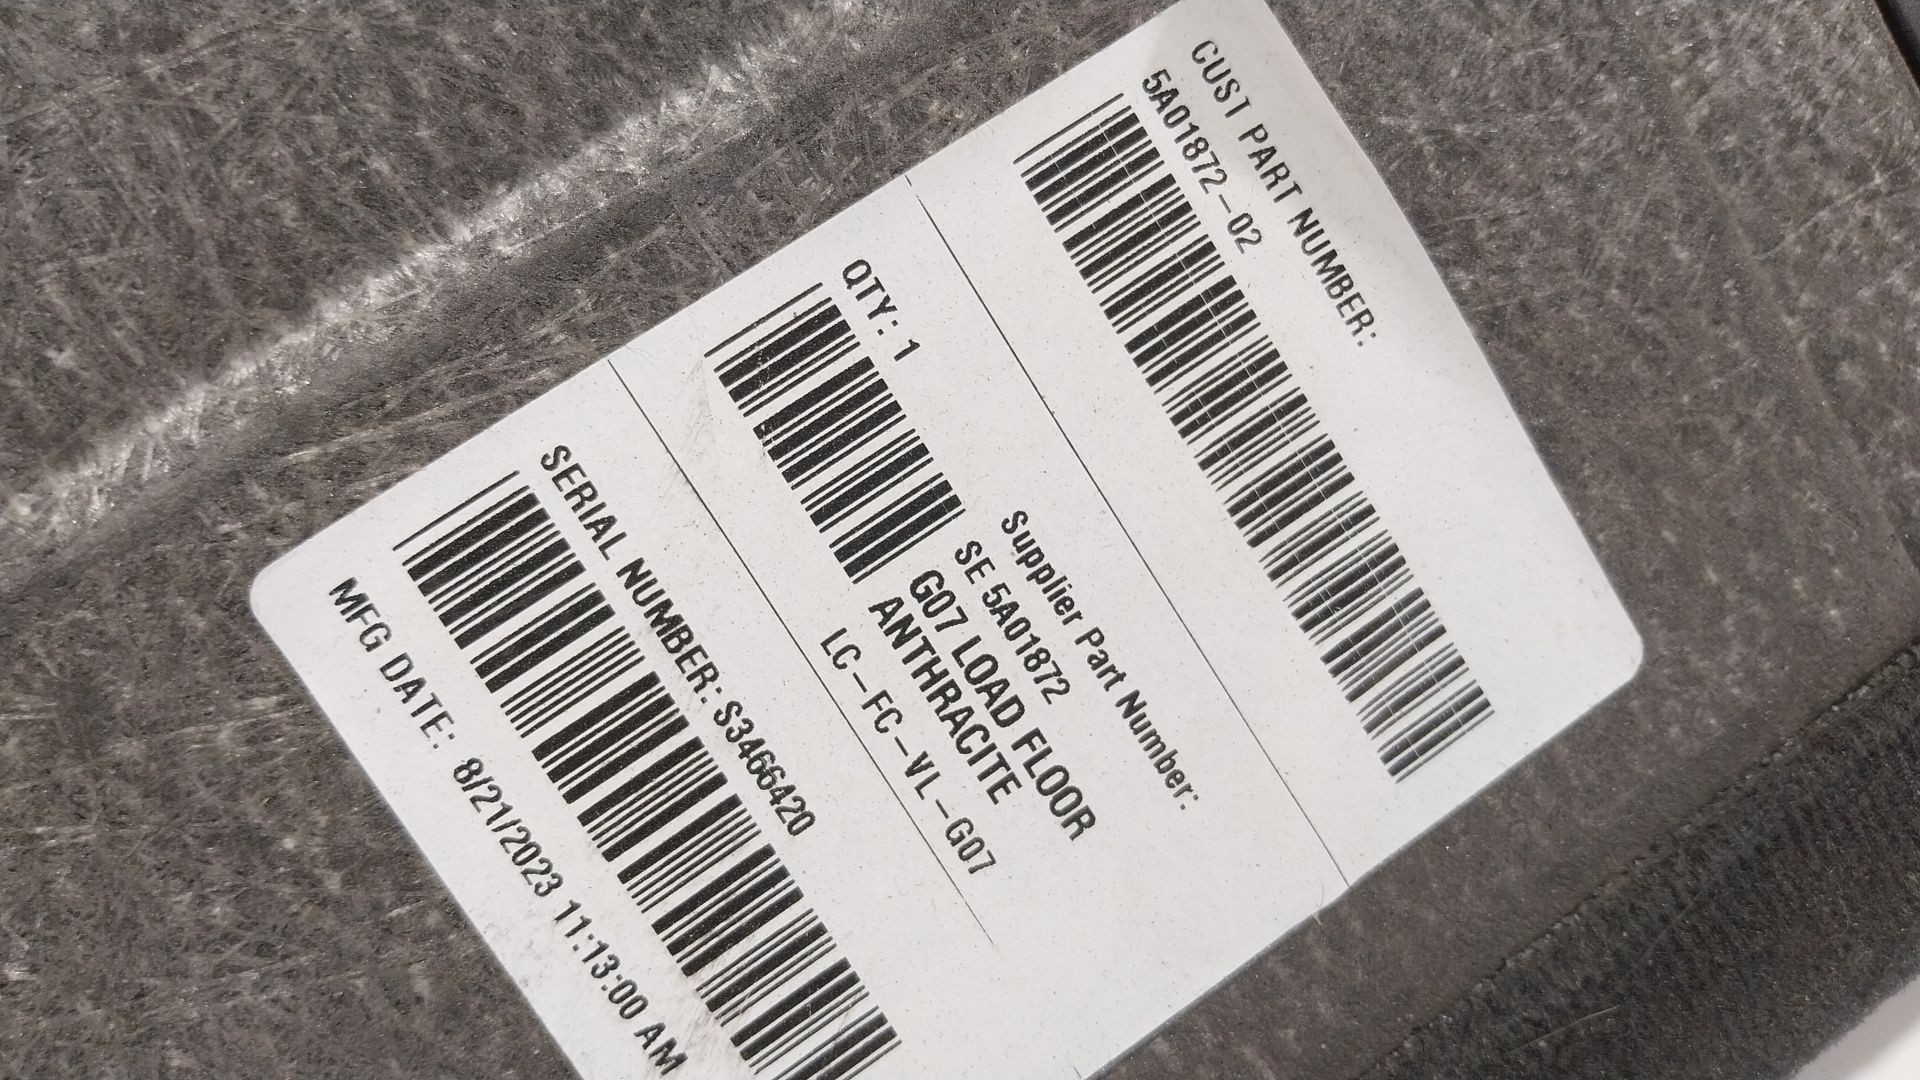 CUST PART NUMBER:
5A01872-02
Supplier Part Number:
SE 5A01872
G07 LOAD FLOOR
ANTHRACITE
LC-FC-VL-G07
QTY: 1
SERIAL NUMBER: S3466420
MFG DATE: 8/21/2023 11:13:00 AM